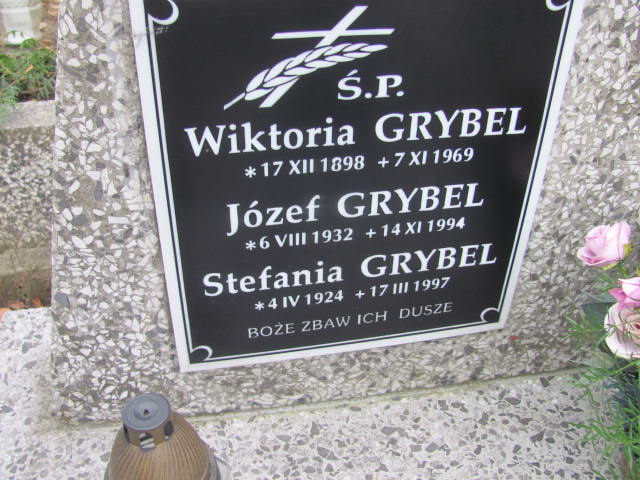 Ś.P.
Wiktoria GRYBEL
*17 XII 1898 +7 XI 1969
Józef GRYBEL
*6 VIII 1932 +14 XI 1994
Stefania GRYBEL
*4 IV 1924 +17 III 1997
BOŻE ZBAW ICH DUSZE